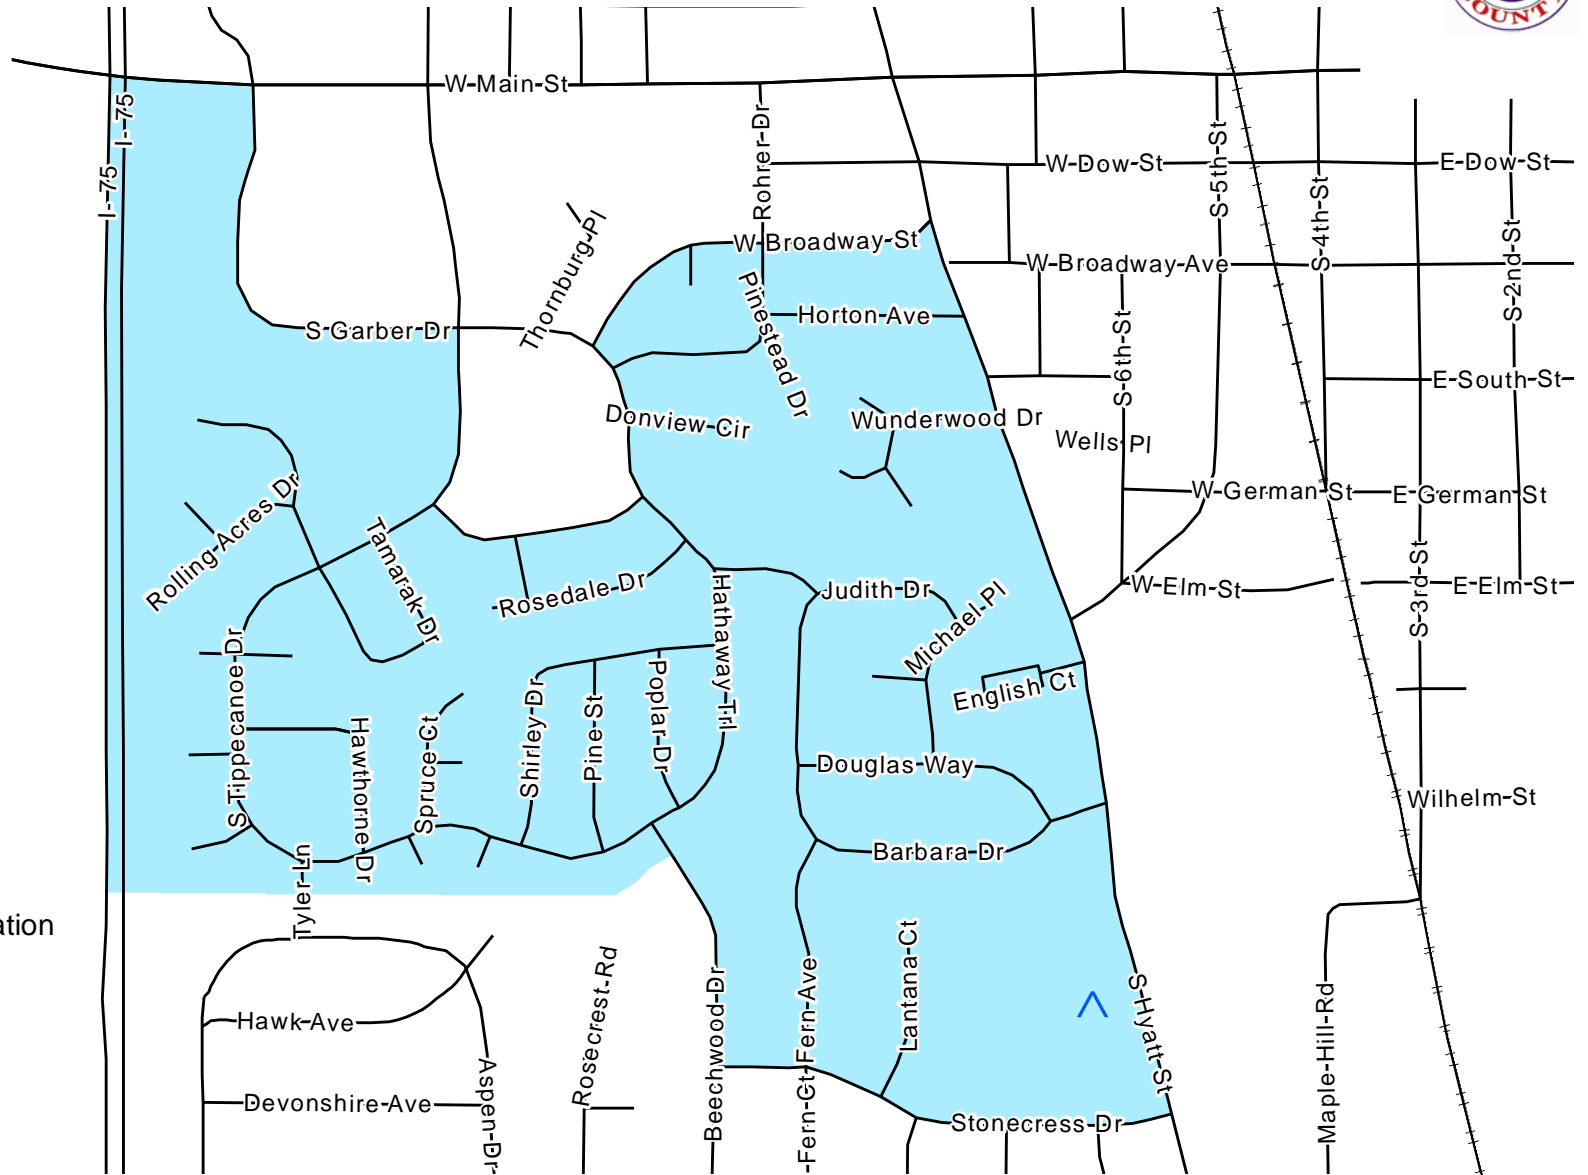 OUNT
W Main St
I-75
I-75
Rohrer Dr
W Dow St
E Dow St
S 5th St
S 4th St
S 2nd St
Thornburg Pl
W Broadway St
W Broadway Ave
Pinestead Dr
Horton Ave
S Garber Dr
S 6th St
E South St
Donview Cir
Wunderwood Dr
Wells Pl
Rolling Acres Dr
W German St
E German St
Tamarak Dr
Rosedale Dr
Hathaway Trl
Judith Dr
Michael Pl
W Elm St
E Elm St
S 3rd St
S Tippecanoe Dr
English Ct
Hawthorne Dr
Spruce Ct
Shirley Dr
Pine St
Poplar Dr
Douglas Way
Wilhelm St
Barbara Dr
Tyler Ln
ation
Lantana Ct
Rosecrest Rd
Beechwood Dr
Fern Ct
Fern Ave
S Hyatt St
Maple Hill Rd
Hawk Ave
Devonshire Ave
Aspen Dr
Stonecress Dr